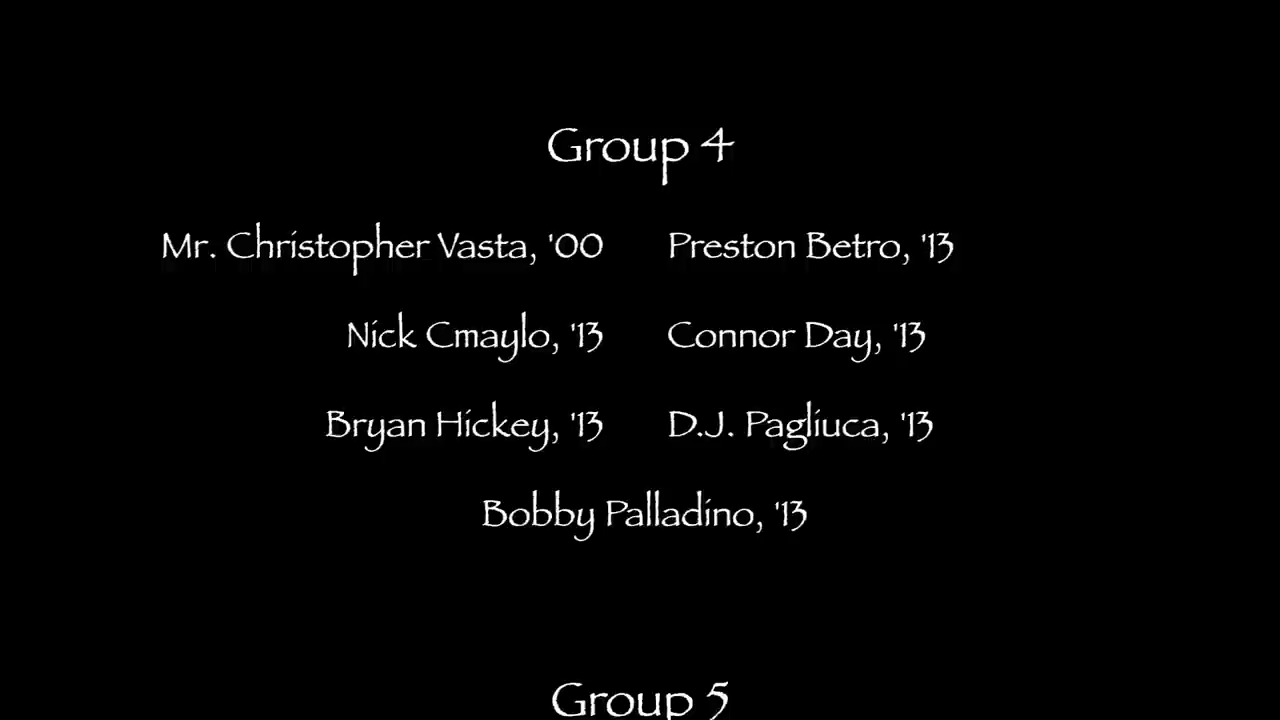 Group 4
Mr. Christopher Vasta, '00 Preston Betro, '13
Nick Cmaylo, '13 Connor Day, '13
Bryan Hickey, '13 D.J. Pagliuca, '13
Bobby Palladino, '13
Group 5